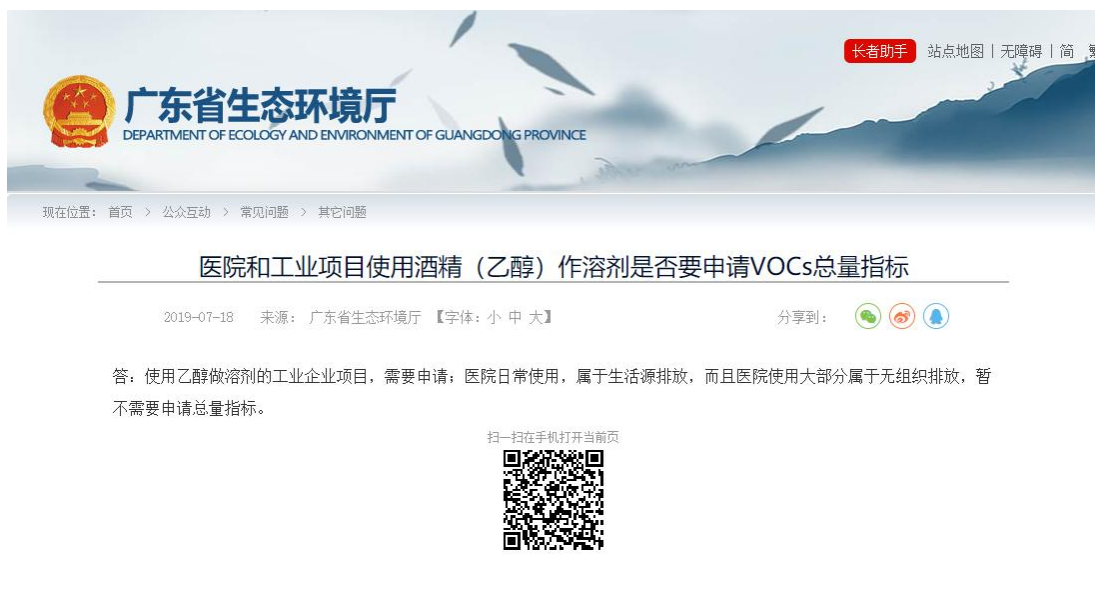 长者助手 站点地图 | 无障碍 | 简
广东省生态环境厅
DEPARTMENT OF ECOLOGY AND ENVIRONMENT OF GUANGDONG PROVINCE
现在位置： 首页 > 公众互动 > 常见问题 > 其它问题
医院和工业项目使用酒精（乙醇）作溶剂是否要申请VOCs总量指标
2019-07-18 来源： 广东省生态环境厅 【字体：小 中 大】 分享到：
答：使用乙醇做溶剂的工业企业项目，需要申请；医院日常使用，属于生活源排放，而且医院使用大部分属于无组织排放，暂
不需要申请总量指标。
扫一扫在手机打开当前页